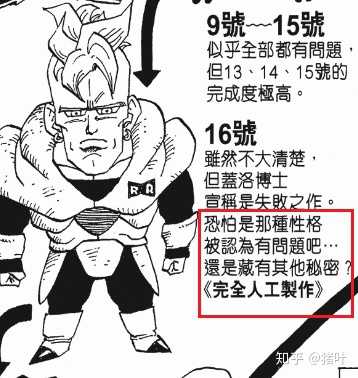 9號~15號
似乎全部都有問題，
但13、14、15號的
完成度極高。
16號
雖然不大清楚，
但蓋洛博士
宣稱是失敗之作。
恐怕是那種性格
被認為有問題吧…
還是藏有其他秘密？
《完全人工製作》
知乎 @猪叶